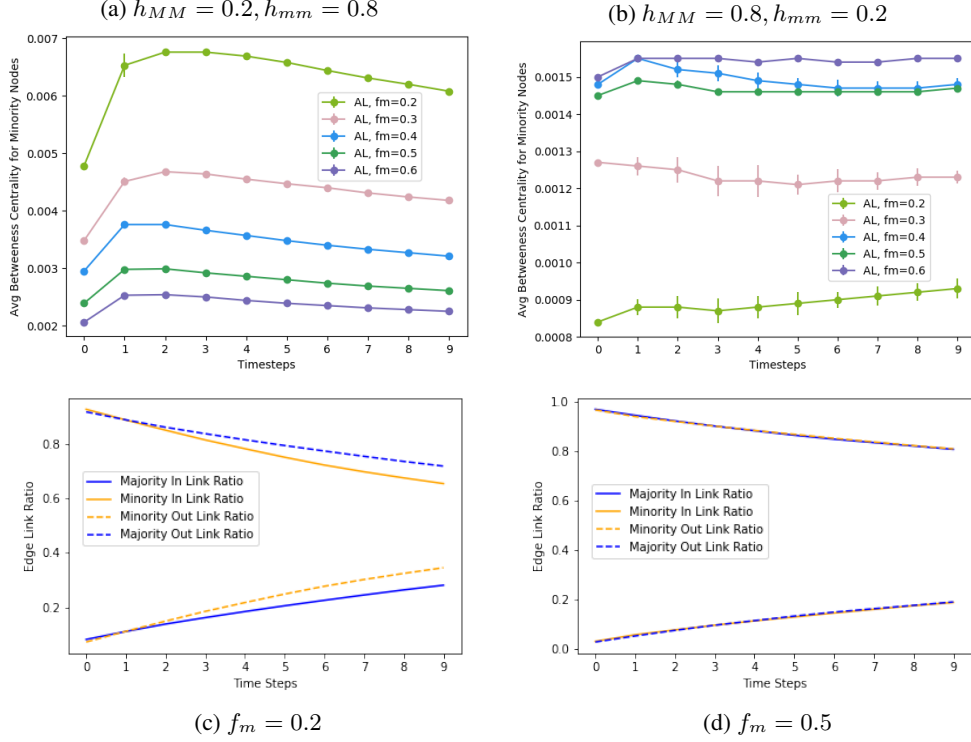 (a) $h_{MM} = 0.2, h_{mm} = 0.8$
(b) $h_{MM} = 0.8, h_{mm} = 0.2$
Avg Betweeness Centrality for Minority Nodes
0.007
0.006
0.005
0.004
0.003
0.002
AL, fm=0.2
AL, fm=0.3
AL, fm=0.4
AL, fm=0.5
AL, fm=0.6
0 1 2 3 4 5 6 7 8 9
Timesteps
Avg Betweeness Centrality for Minority Nodes
0.0015
0.0014
0.0013
0.0012
0.0011
0.0010
0.0009
0.0008
AL, fm=0.2
AL, fm=0.3
AL, fm=0.4
AL, fm=0.5
AL, fm=0.6
0 1 2 3 4 5 6 7 8 9
Timesteps
Edge Link Ratio
0.8
0.6
0.4
0.2
Majority In Link Ratio
Minority In Link Ratio
Minority Out Link Ratio
Majority Out Link Ratio
0 1 2 3 4 5 6 7 8 9
Time Steps
Edge Link Ratio
1.0
0.8
0.6
0.4
0.2
0.0
Majority In Link Ratio
Minority In Link Ratio
Minority Out Link Ratio
Majority Out Link Ratio
0 1 2 3 4 5 6 7 8 9
Time Steps
(c) $f_m = 0.2$
(d) $f_m = 0.5$